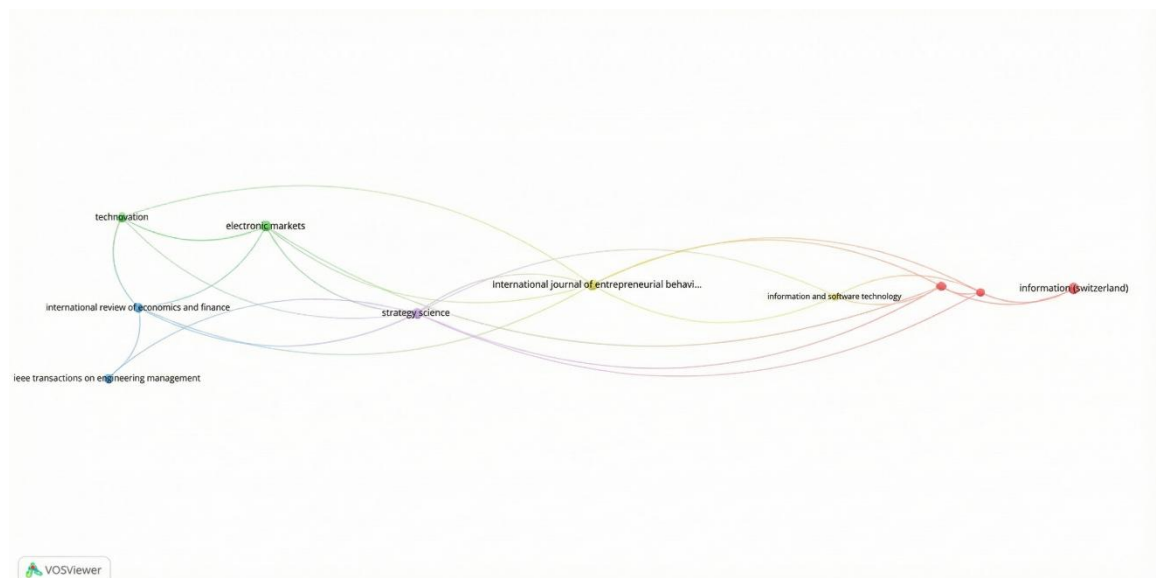 technovation
electronic markets
International journal of entrepreneurial behavi...
information and software technology
information (switzerland)
international review of economics and finance
strategy science
ieee transactions on engineering management
VOSViewer